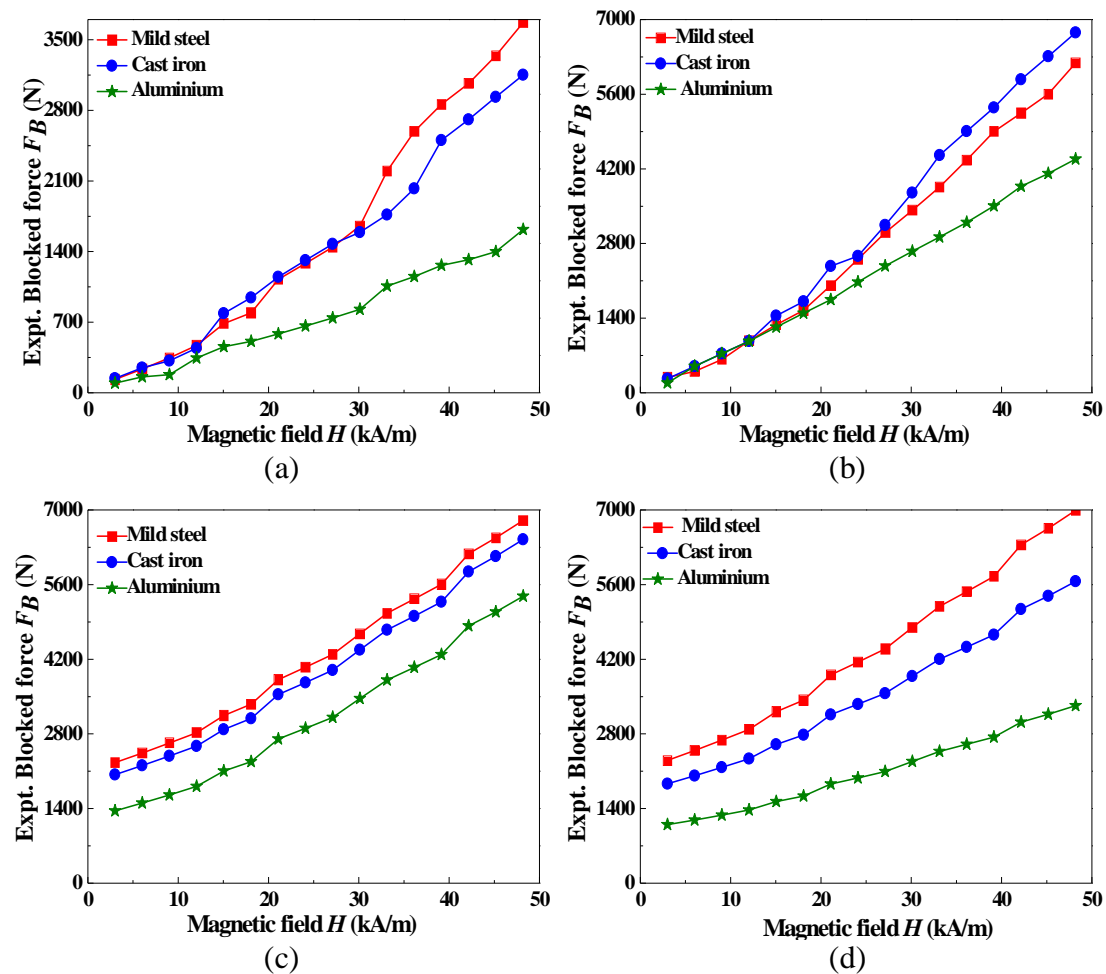 Expt. Blocked force FB (N)
3500
2800
2100
1400
700
0
Mild steel
Cast iron
Aluminium
0 10 20 30 40 50
Magnetic field H (kA/m)
(a)
Expt. Blocked force FB (N)
7000
5600
4200
2800
1400
0
Mild steel
Cast iron
Aluminium
0 10 20 30 40 50
Magnetic field H (kA/m)
(b)
Expt. Blocked force FB (N)
7000
5600
4200
2800
1400
0
Mild steel
Cast iron
Aluminium
0 10 20 30 40 50
Magnetic field H (kA/m)
(c)
Expt. Blocked force FB (N)
7000
5600
4200
2800
1400
0
Mild steel
Cast iron
Aluminium
0 10 20 30 40 50
Magnetic field H (kA/m)
(d)